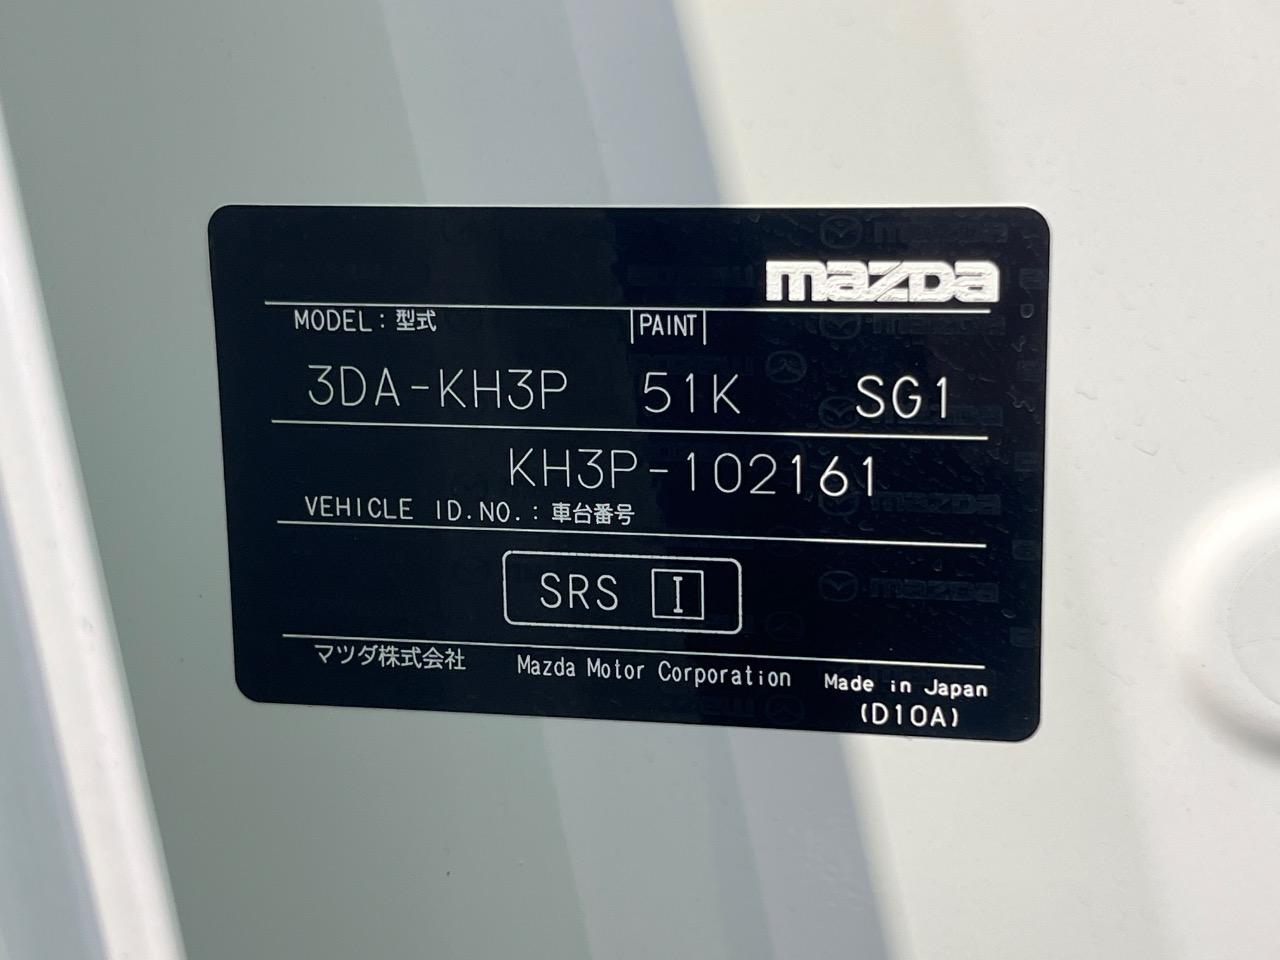 mazda
MODEL : 型式 PAINT
3DA-KH3P 51K SG1
KH3P-102161
VEHICLE ID.NO. : 車台番号
SRS I
マツダ株式会社 Mazda Motor Corporation Made in Japan
(D10A)